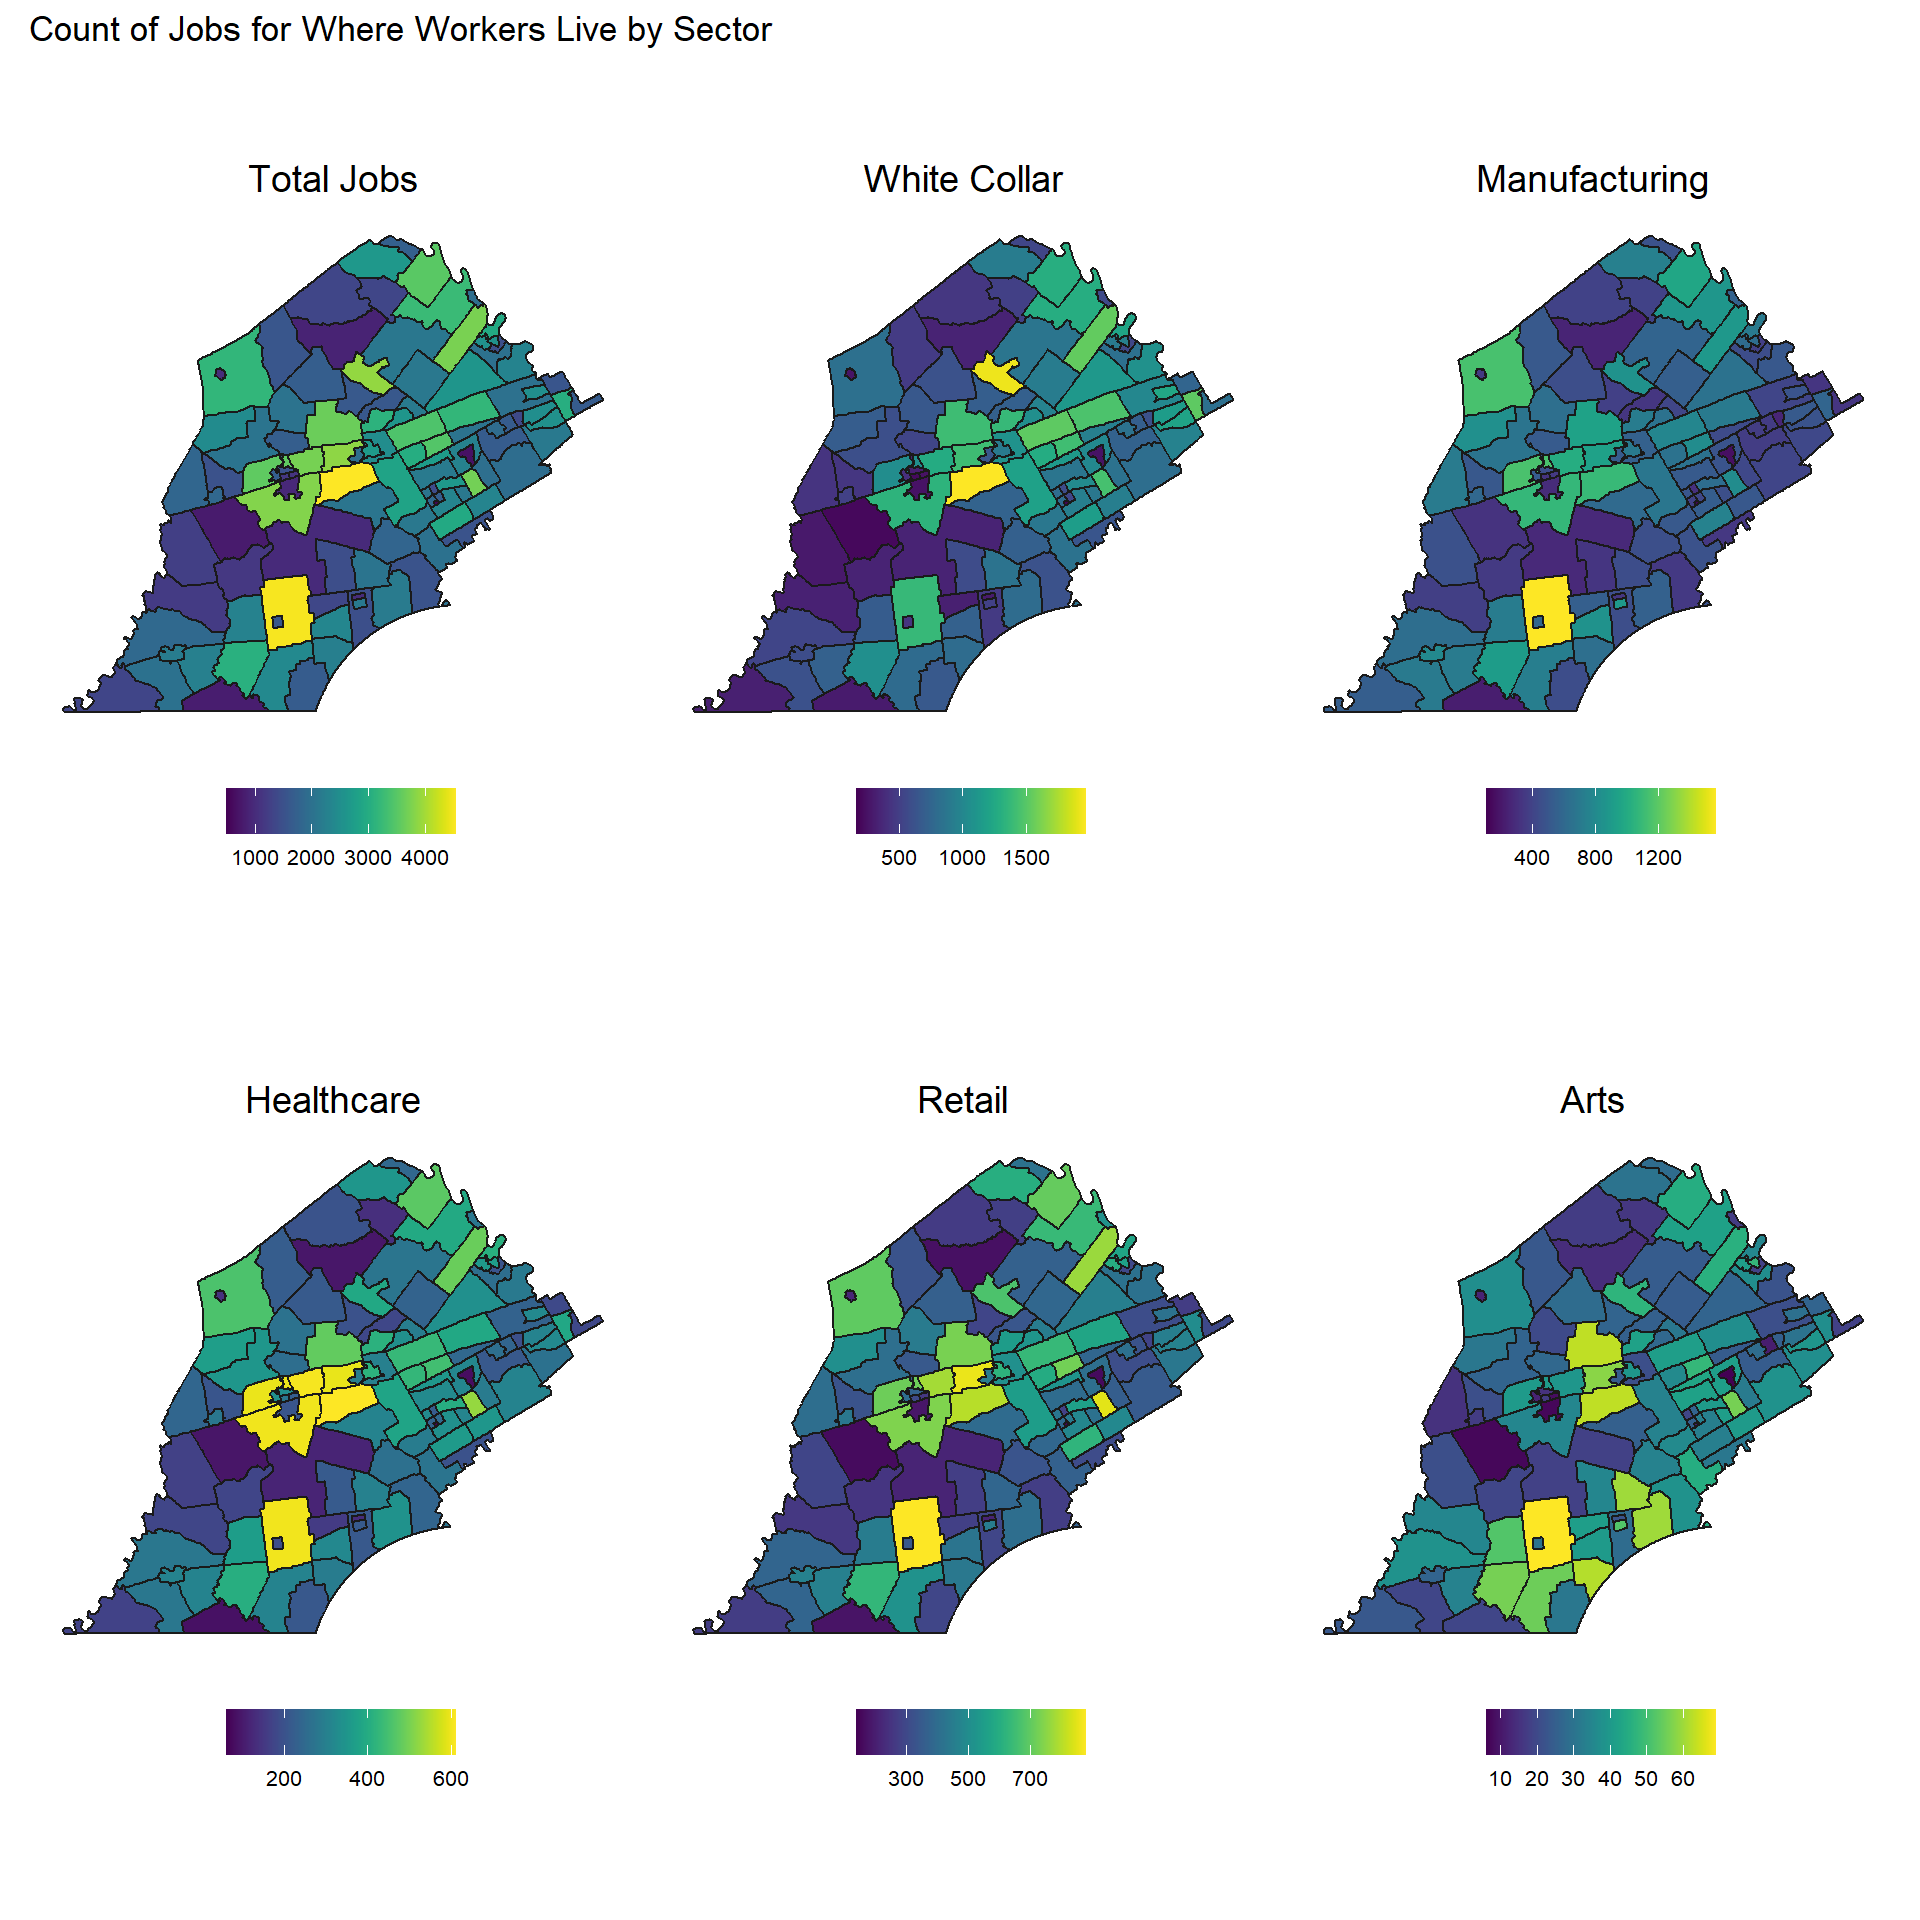 Count of Jobs for Where Workers Live by Sector
Total Jobs
White Collar
Manufacturing
1000 2000 3000 4000
500 1000 1500
400 800 1200
Healthcare
Retail
Arts
200 400 600
300 500 700
10 20 30 40 50 60